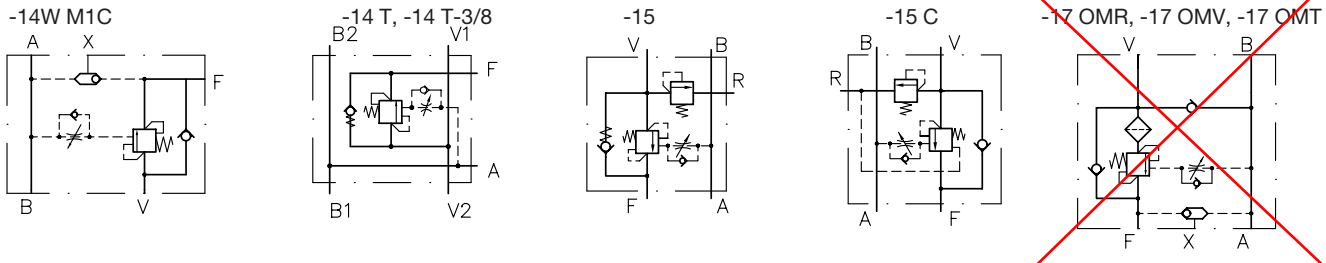 -14W M1C
-14 T, -14 T-3/8
-15
-15 C
-17 OMR, -17 OMV, -17 OMT
A X
F
B V
B2 V1
F
A
B1 V2
V B
R
F A
B V
R
A F
V B
F X A